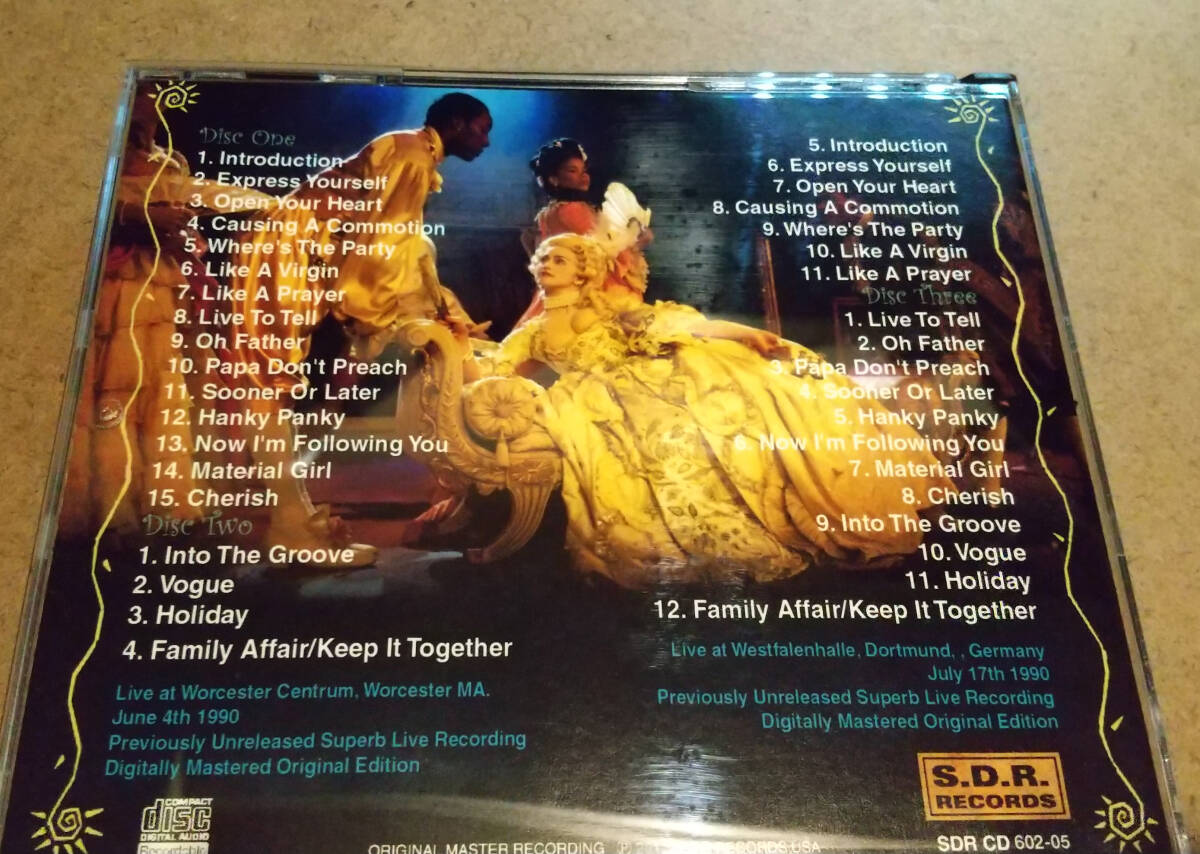 Disc One
1. Introduction
2. Express Yourself
3. Open Your Heart
4. Causing A Commotion
5. Where's The Party
6. Like A Virgin
7. Like A Prayer
8. Live To Tell
9. Oh Father
10. Papa Don't Preach
11. Sooner Or Later
12. Hanky Panky
13. Now I'm Following You
14. Material Girl
15. Cherish
Disc Two
1. Into The Groove
2. Vogue
3. Holiday
4. Family Affair/Keep It Together
Live at Worcester Centrum, Worcester MA.
June 4th 1990
Previously Unreleased Superb Live Recording
Digitally Mastered Original Edition
5. Introduction
6. Express Yourself
7. Open Your Heart
8. Causing A Commotion
9. Where's The Party
10. Like A Virgin
11. Like A Prayer
Disc Three
1. Live To Tell
2. Oh Father
3. Papa Don't Preach
4. Sooner Or Later
5. Hanky Panky
6. Now I'm Following You
7. Material Girl
8. Cherish
9. Into The Groove
10. Vogue
11. Holiday
12. Family Affair/Keep It Together
Live at Westfalenhalle, Dortmund, , Germany
July 17th 1990
Previously Unreleased Superb Live Recording
Digitally Mastered Original Edition
S.D.R.
RECORDS
COMPACT
disc
DIGITAL AUDIO
Recordable
ORIGINAL MASTER RECORDING ℗ RECORDS.USA
SDR CD 602-05